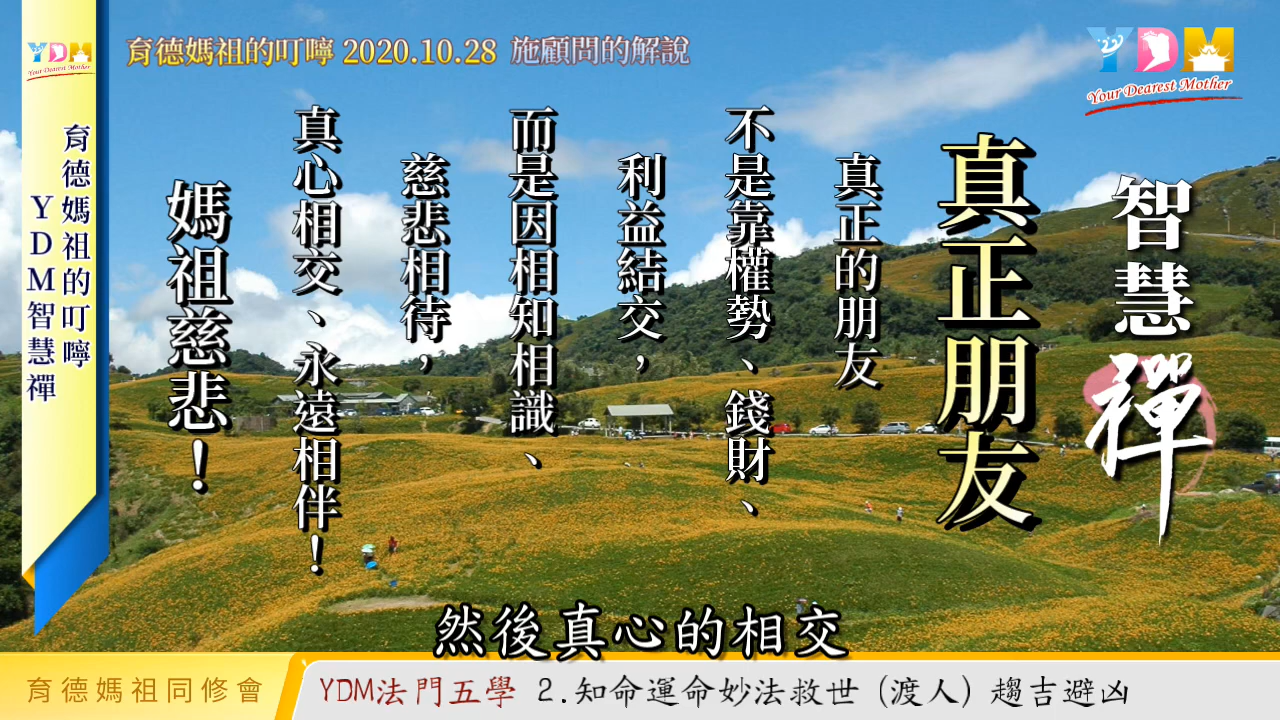 育德媽祖的叮嚀 2020.10.28 施顧問的解說
YDM
Your Dearest Mother
YDM
Your Dearest Mother
育德媽祖的叮嚀
YDM智慧禪
智慧禪
真正朋友
真正的朋友
不是靠權勢、錢財、
利益結交，
而是因相知相識、
慈悲相待，
真心相交、永遠相伴！
媽祖慈悲！
然後真心的相交
育德媽祖同修會
YDM法門五學 2.知命運命妙法救世（渡人）趨吉避凶